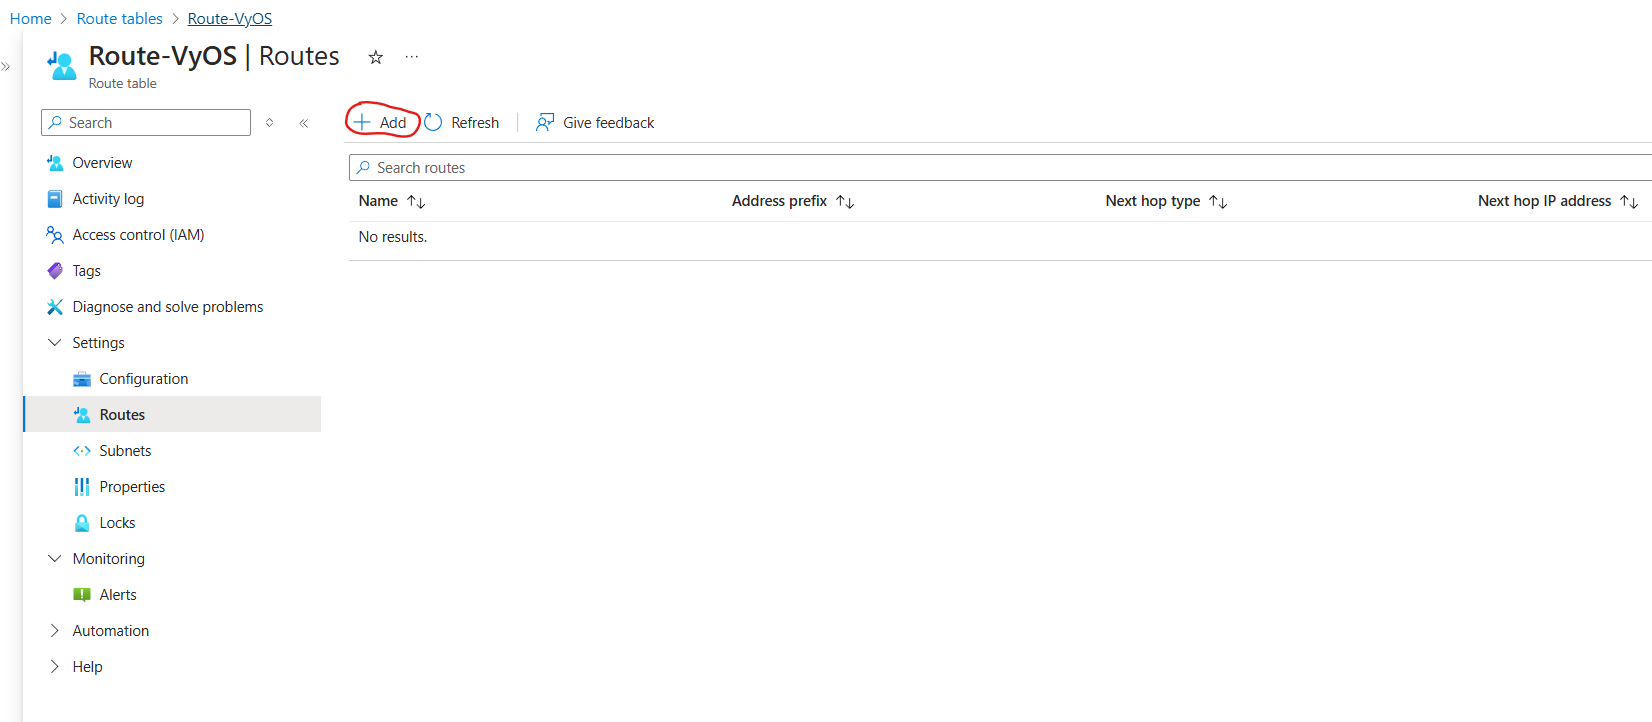 Home > Route tables > Route-VyOS
Route-VyOS | Routes
Route table
Search
Add Refresh Give feedback
Search routes
Name Address prefix Next hop type Next hop IP address
No results.
Overview
Activity log
Access control (IAM)
Tags
Diagnose and solve problems
Settings
Configuration
Routes
Subnets
Properties
Locks
Monitoring
Alerts
Automation
Help